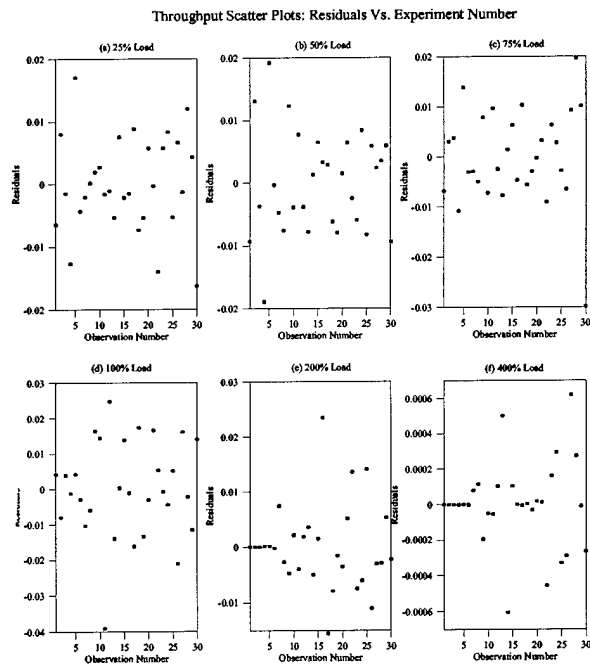 Throughput Scatter Plots: Residuals Vs. Experiment Number
(a) 25% Load
(b) 50% Load
(c) 75% Load
0.02
0.01
0
-0.01
-0.02
Residuals
5 10 15 20 25 30
Observation Number
0.02
0.01
0
-0.01
-0.02
Residuals
5 10 15 20 25 30
Observation Number
0.02
0.01
0
-0.01
-0.02
-0.03
Residuals
5 10 15 20 25 30
Observation Number
(d) 100% Load
(e) 200% Load
(f) 400% Load
0.03
0.02
0.01
0
-0.01
-0.02
-0.03
-0.04
5 10 15 20 25 30
Observation Number
0.03
0.02
0.01
0
-0.01
Residuals
5 10 15 20 25 30
Observation Number
0.0006
0.0004
0.0002
0.0000
-0.0002
-0.0004
-0.0006
Residuals
5 10 15 20 25 30
Observation Number